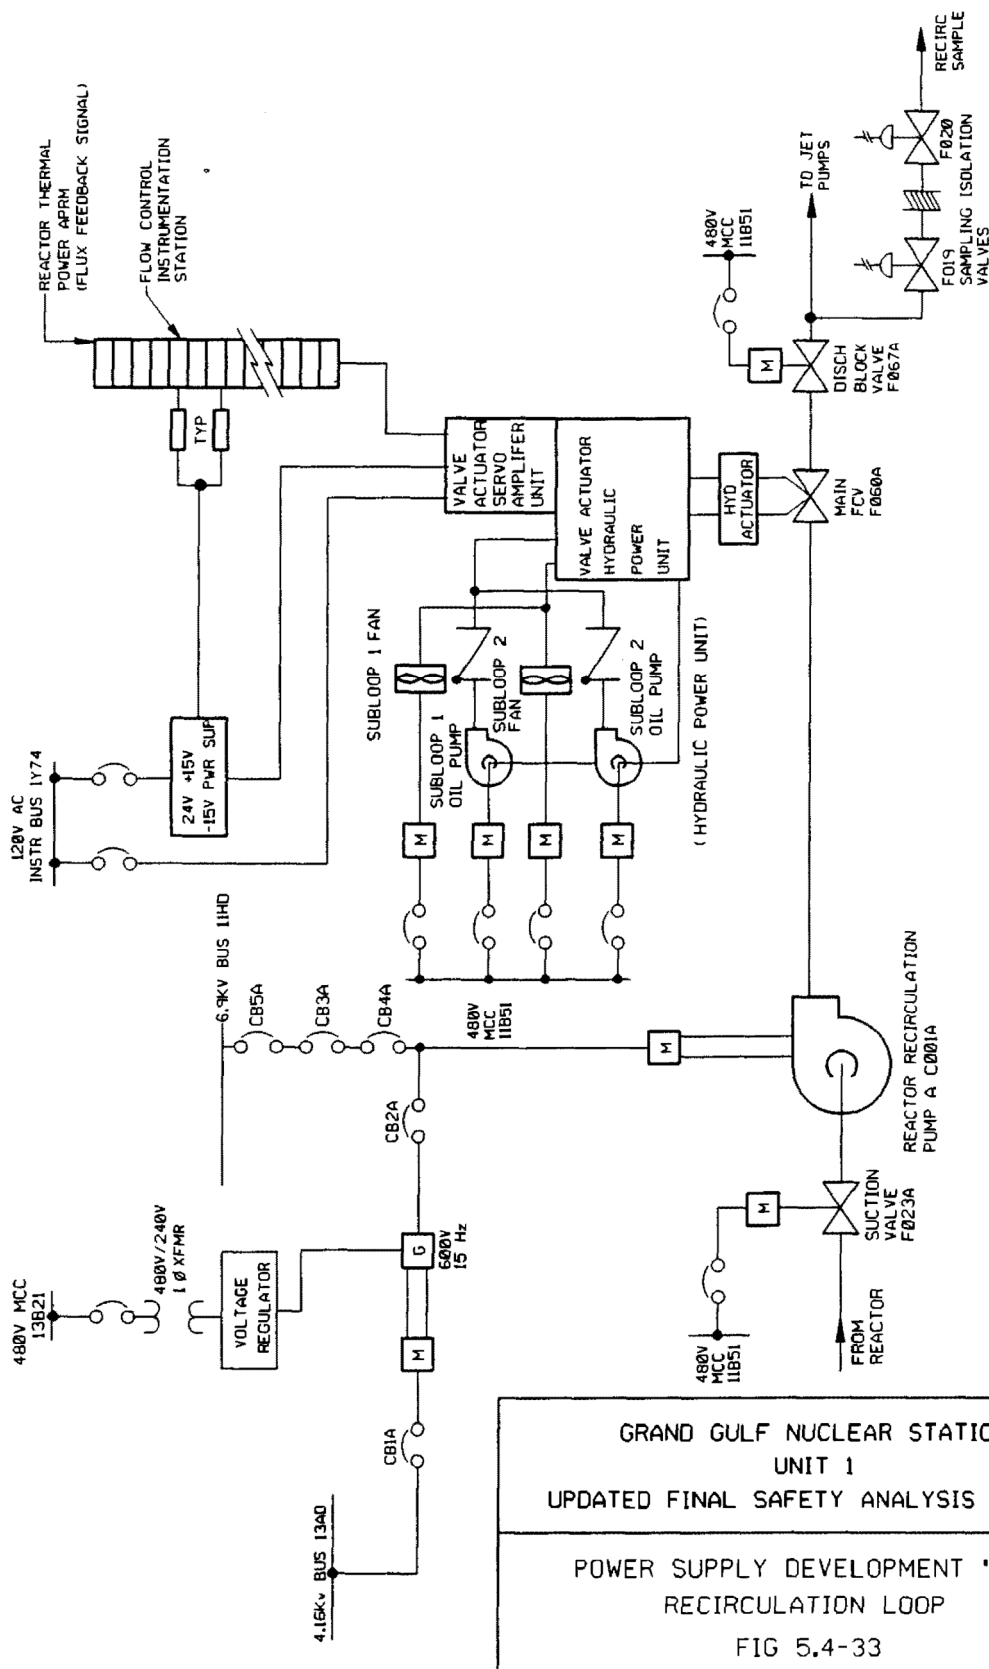 120V AC
INSTR BUS 1Y74
24V +15V
-15V PWR SUP
TYP
REACTOR THERMAL
POWER APRM
(FLUX FEEDBACK SIGNAL)
FLOW CONTROL
INSTRUMENTATION
STATION
480V MCC
13B21
480V/240V
1 Ø XFMR
VOLTAGE
REGULATOR
6.9KV BUS 11HD
CB5A
CB3A
CB4A
CB2A
G
600V
15 Hz
M
CB1A
4.16Kv BUS 13AD
480V
MCC
11B51
M
M
M
M
SUBLOOP 1 FAN
SUBLOOP 1
OIL PUMP
SUBLOOP 2
FAN
SUBLOOP 2
OIL PUMP
(HYDRAULIC POWER UNIT)
VALVE
ACTUATOR
SERVO
AMPLIFER
UNIT
VALVE ACTUATOR
HYDRAULIC
POWER
UNIT
HYD
ACTUATOR
MAIN
FCV
F060A
480V
MCC
11B51
M
DISCH
BLOCK
VALVE
F067A
TO JET
PUMPS
F019
F020
SAMPLING ISOLATION
VALVES
RECIRC
SAMPLE
M
REACTOR RECIRCULATION
PUMP A C001A
480V
MCC
11B51
M
SUCTION
VALVE
F023A
FROM
REACTOR
GRAND GULF NUCLEAR STATIO
UNIT 1
UPDATED FINAL SAFETY ANALYSIS
POWER SUPPLY DEVELOPMENT
RECIRCULATION LOOP
FIG 5.4-33